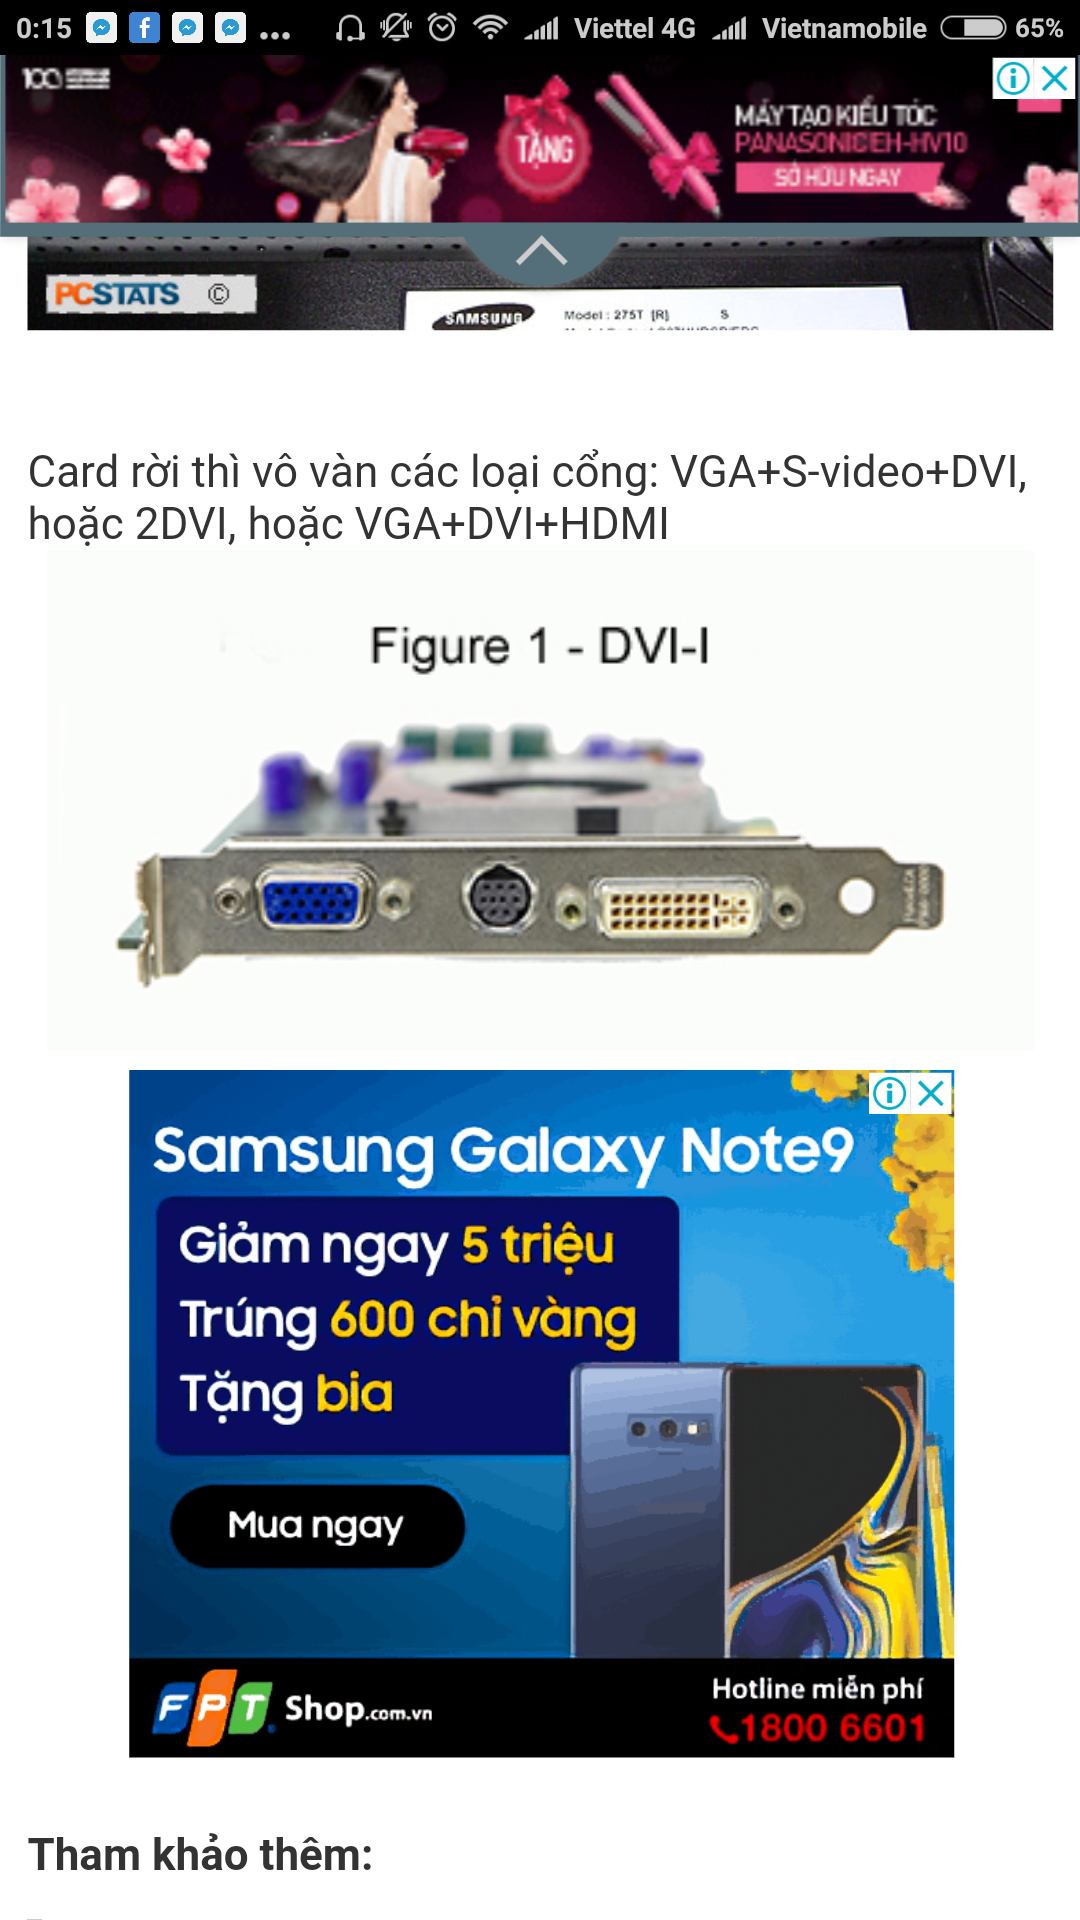 0:15
Viettel 4G
Vietnamobile
65%
100
TẶNG
MÁY TẠO KIỂU TÓC
PANASONIC EH-HV10
SỞ HỮU NGAY
PCSTATS ©
SAMSUNG
Model : 275T [R] S
Card rời thì vô vàn các loại cổng: VGA+S-video+DVI,
hoặc 2DVI, hoặc VGA+DVI+HDMI
Figure 1 - DVI-I
Samsung Galaxy Note9
Giảm ngay 5 triệu
Trúng 600 chỉ vàng
Tặng bia
Mua ngay
FPT Shop.com.vn
Hotline miễn phí
1800 6601
Tham khảo thêm: